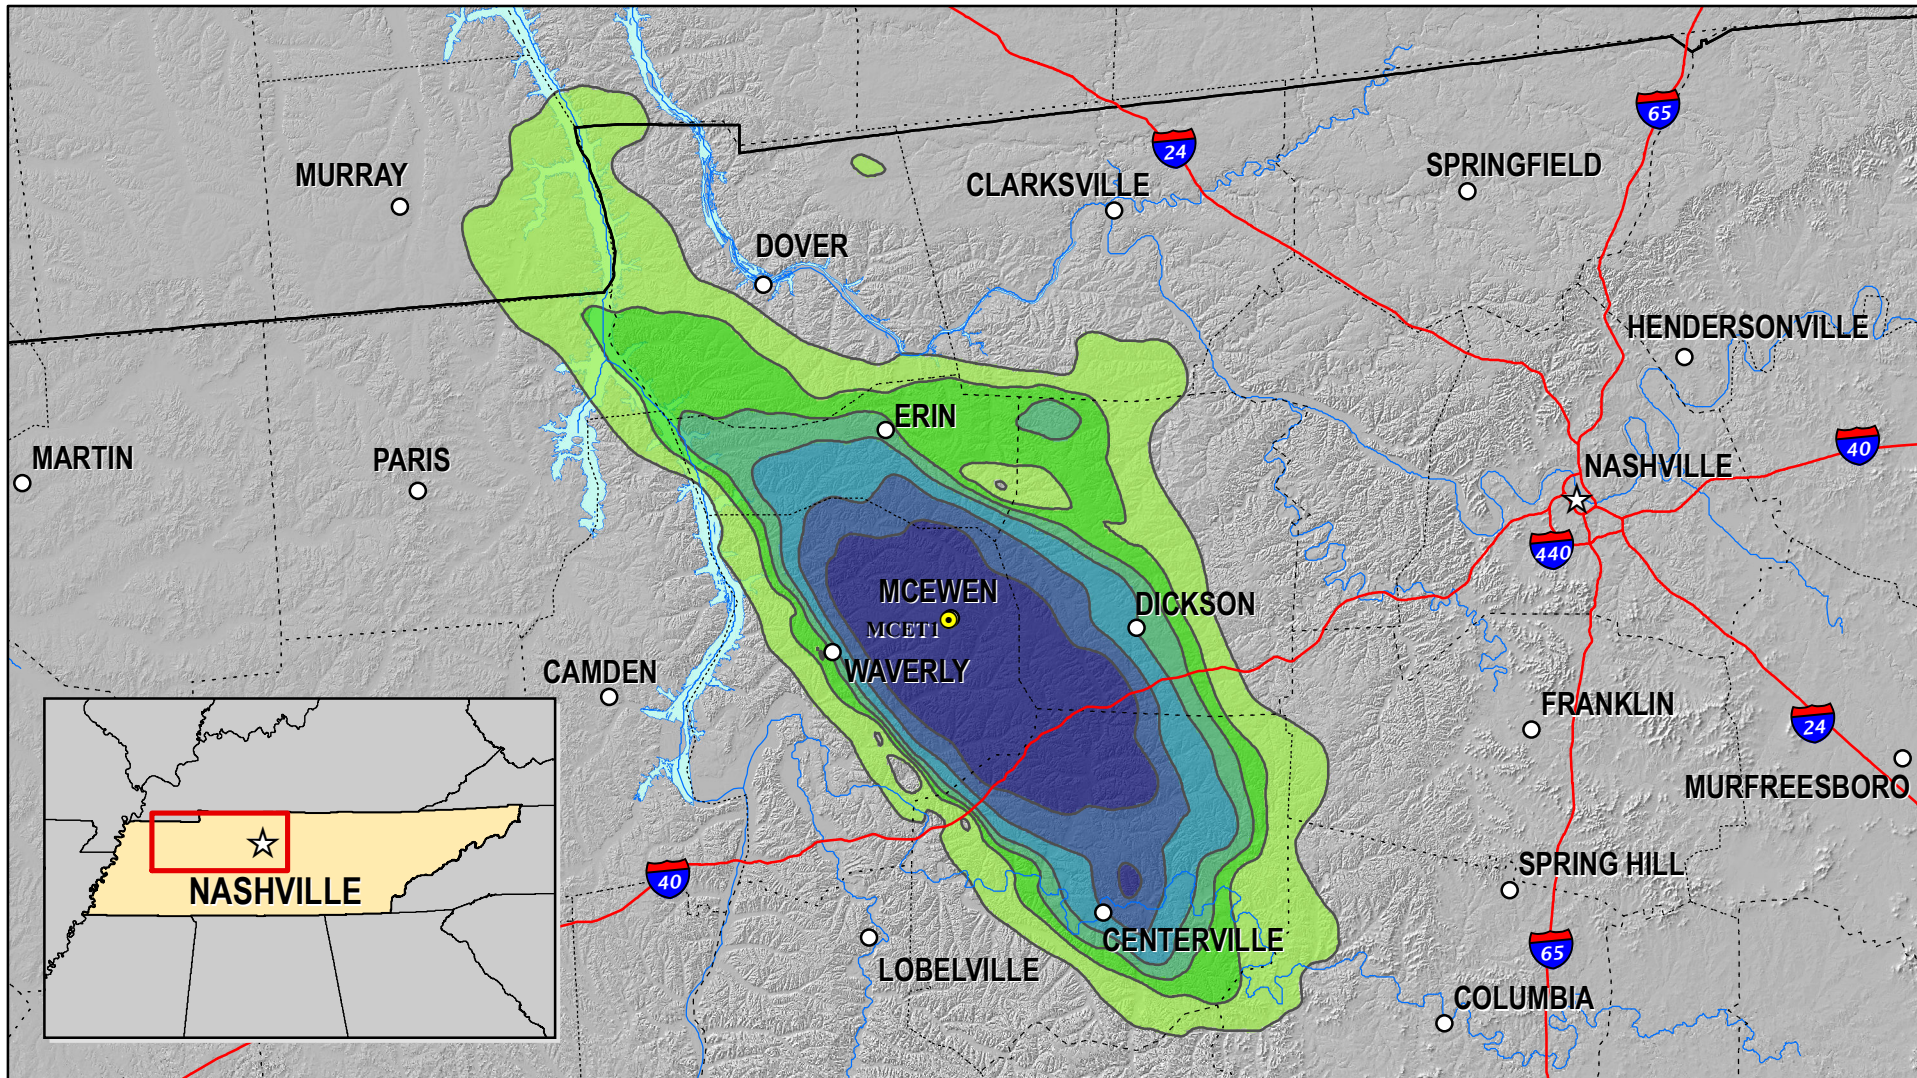 65
24
SPRINGFIELD
MURRAY
CLARKSVILLE
DOVER
HENDERSONVILLE
ERIN
40
MARTIN
PARIS
NASHVILLE
440
MCEWEN
DICKSON
MCET1
CAMDEN
WAVERLY
FRANKLIN
24
MURFREESBORO
SPRING HILL
40
NASHVILLE
CENTERVILLE
65
LOBELVILLE
COLUMBIA